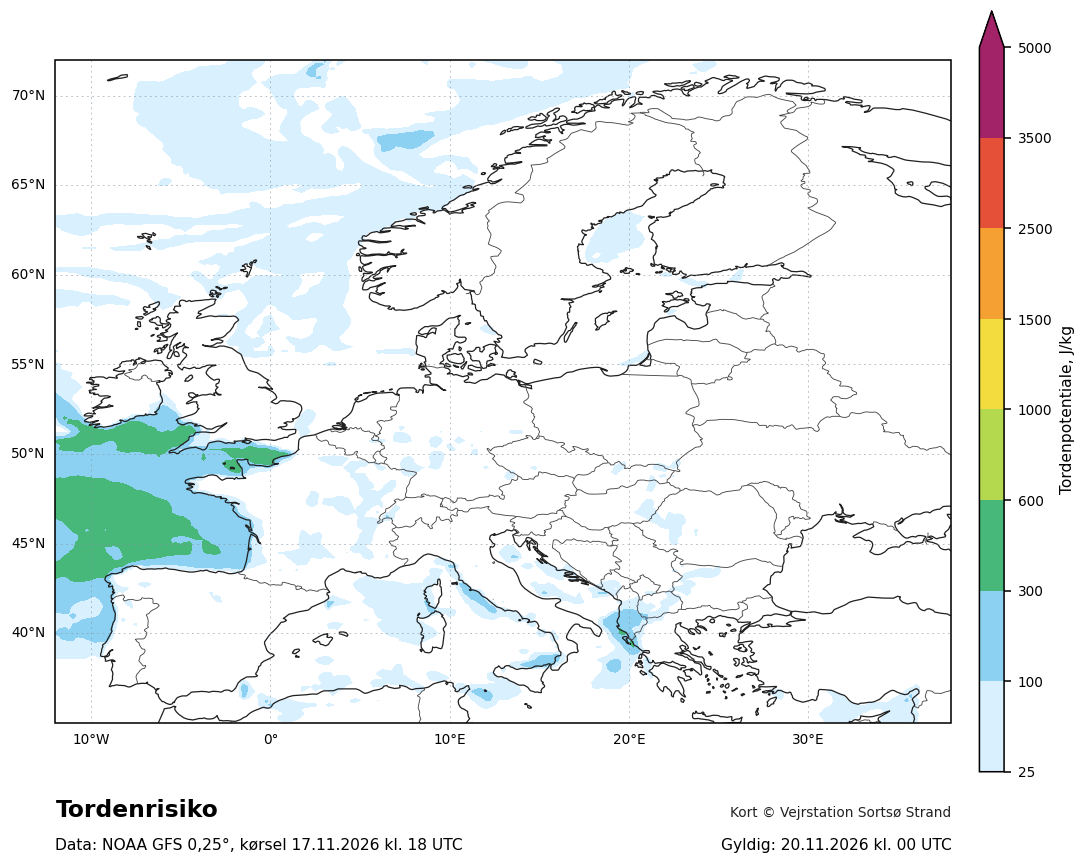 70°N
65°N
60°N
55°N
50°N
45°N
40°N
10°W
0°
10°E
20°E
30°E
5000
3500
2500
1500
1000
600
300
100
25
Tordenpotentiale, J/kg
Tordenrisiko
Kort © Vejrstation Sortsø Strand
Data: NOAA GFS 0,25°, kørsel 17.11.2026 kl. 18 UTC
Gyldig: 20.11.2026 kl. 00 UTC